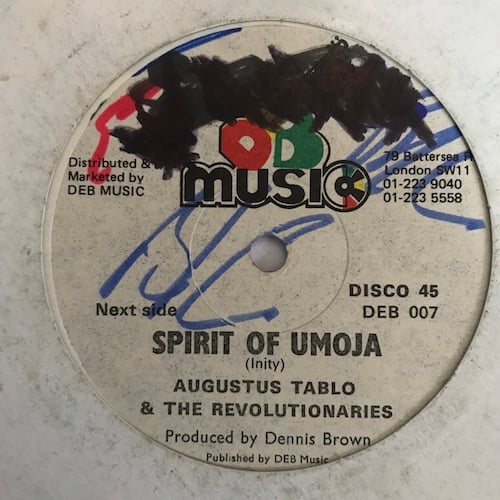 Distributed &
Marketed by
DEB MUSIC
MUSIC
79 Battersea
London SW11
01-223 9040
01-223 5558
Next side
DISCO 45
DEB 007
SPIRIT OF UMOJA
(Inity)
AUGUSTUS TABLO
& THE REVOLUTIONARIES
Produced by Dennis Brown
Published by DEB Music